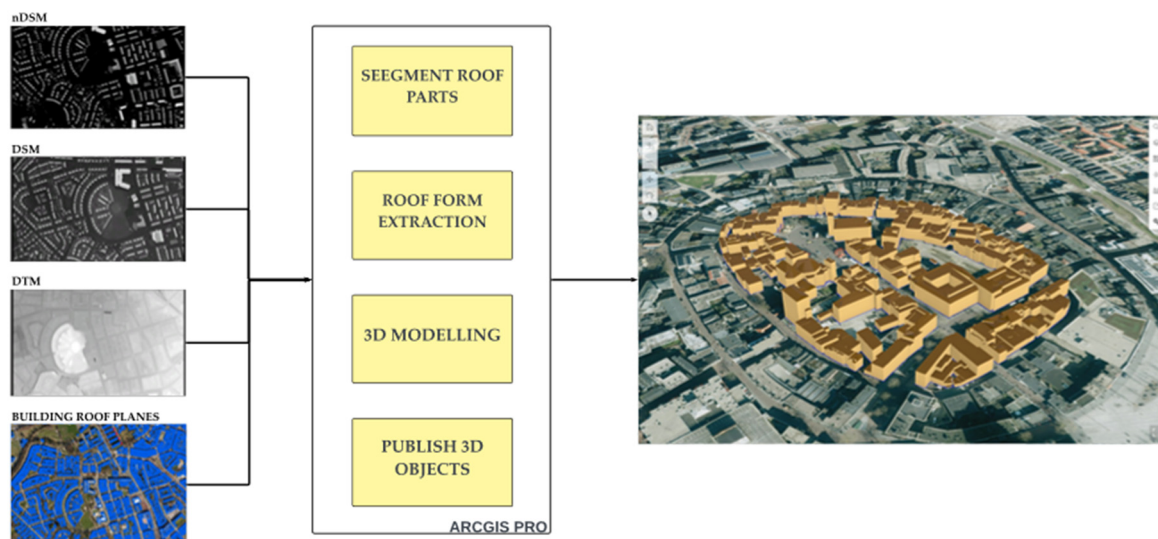 nDSM
DSM
DTM
BUILDING ROOF PLANES
SEEGMENT ROOF
PARTS
ROOF FORM
EXTRACTION
3D MODELLING
PUBLISH 3D
OBJECTS
ARCGIS PRO